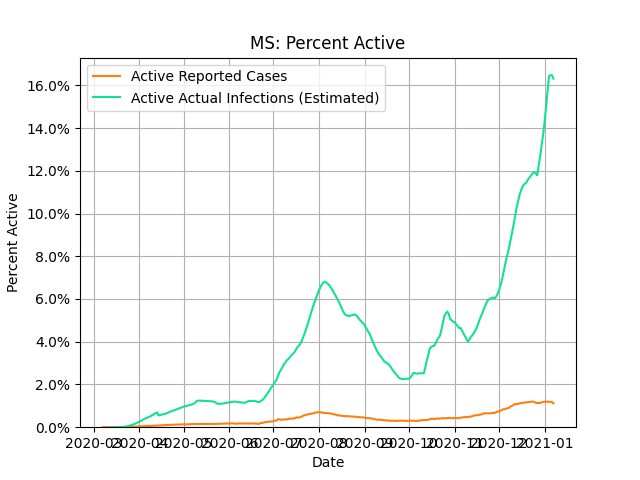 MS: Percent Active
Active Reported Cases
Active Actual Infections (Estimated)
Percent Active
16.0%
14.0%
12.0%
10.0%
8.0%
6.0%
4.0%
2.0%
0.0%
2020-03 2020-04 2020-05 2020-06 2020-07 2020-08 2020-09 2020-10 2020-11 2020-12 2021-01
Date